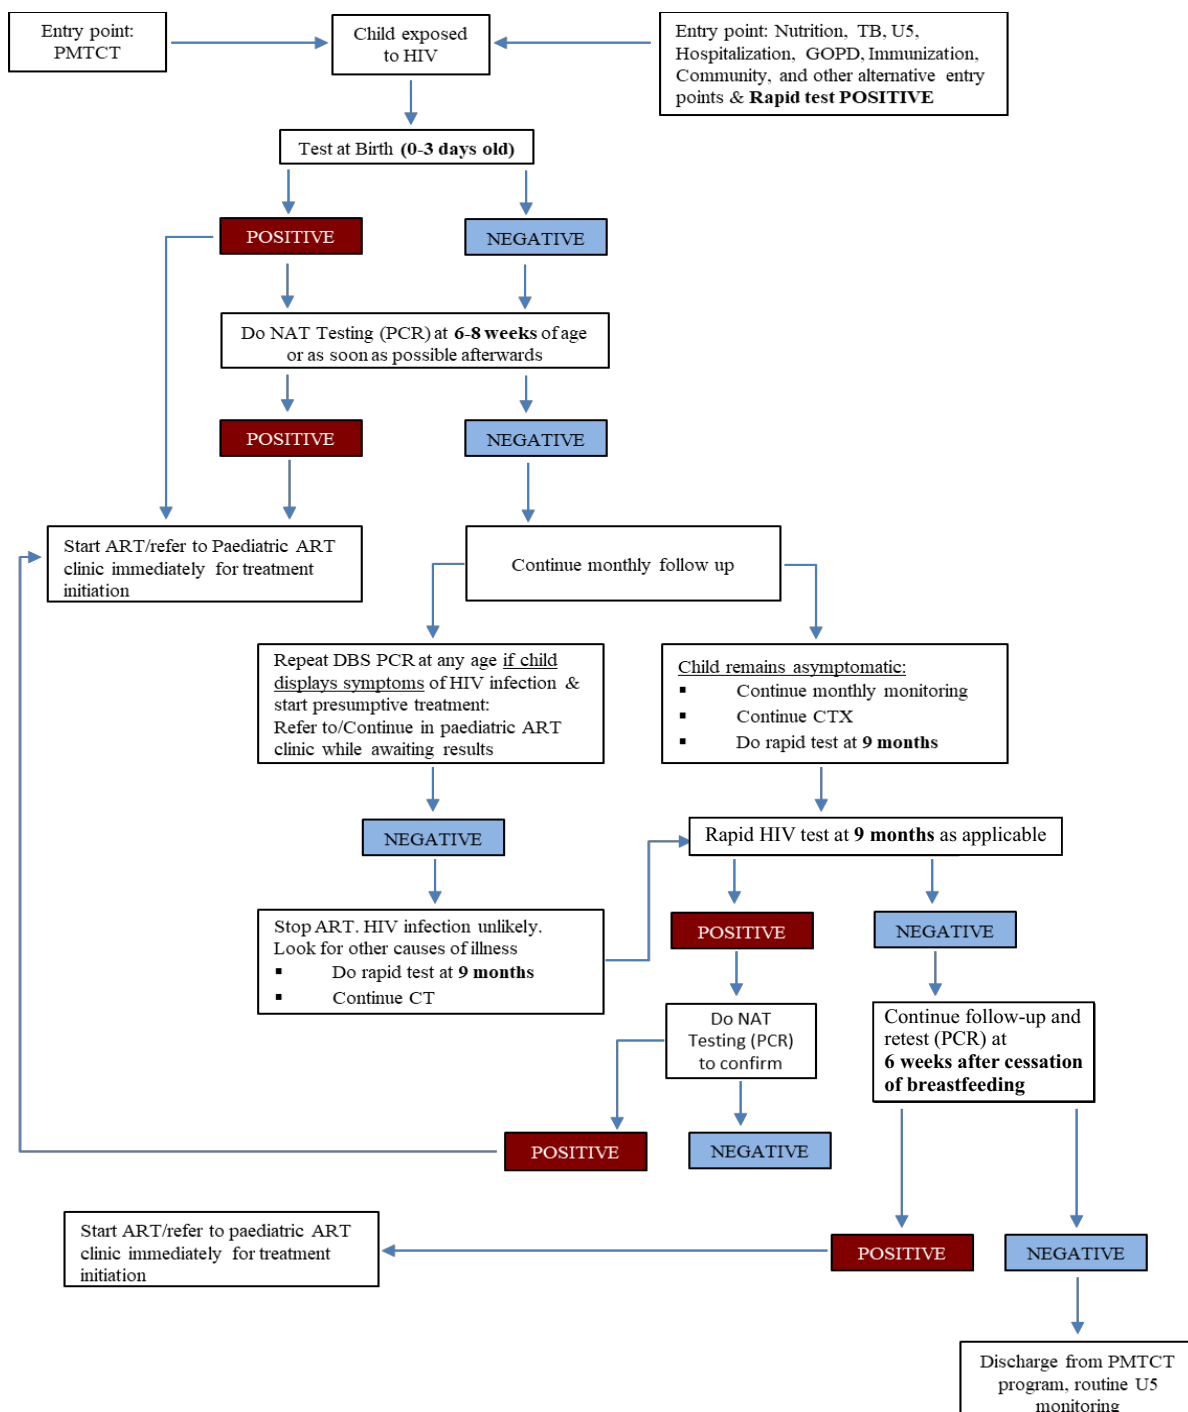 Entry point:
PMTCT
Child exposed
to HIV
Entry point: Nutrition, TB, U5,
Hospitalization, GOPD, Immunization,
Community, and other alternative entry
points & Rapid test POSITIVE
Test at Birth (0-3 days old)
POSITIVE
NEGATIVE
Do NAT Testing (PCR) at 6-8 weeks of age
or as soon as possible afterwards
POSITIVE
NEGATIVE
Start ART/refer to Paediatric ART
clinic immediately for treatment
initiation
Continue monthly follow up
Repeat DBS PCR at any age if child
displays symptoms of HIV infection &
start presumptive treatment:
Refer to/Continue in paediatric ART
clinic while awaiting results
Child remains asymptomatic:
▪ Continue monthly monitoring
▪ Continue CTX
▪ Do rapid test at 9 months
NEGATIVE
Rapid HIV test at 9 months as applicable
Stop ART. HIV infection unlikely.
Look for other causes of illness
▪ Do rapid test at 9 months
▪ Continue CT
POSITIVE
NEGATIVE
Do NAT
Testing (PCR)
to confirm
Continue follow-up and
retest (PCR) at
6 weeks after cessation
of breastfeeding
POSITIVE
NEGATIVE
Start ART/refer to paediatric ART
clinic immediately for treatment
initiation
POSITIVE
NEGATIVE
Discharge from PMTCT
program, routine U5
monitoring